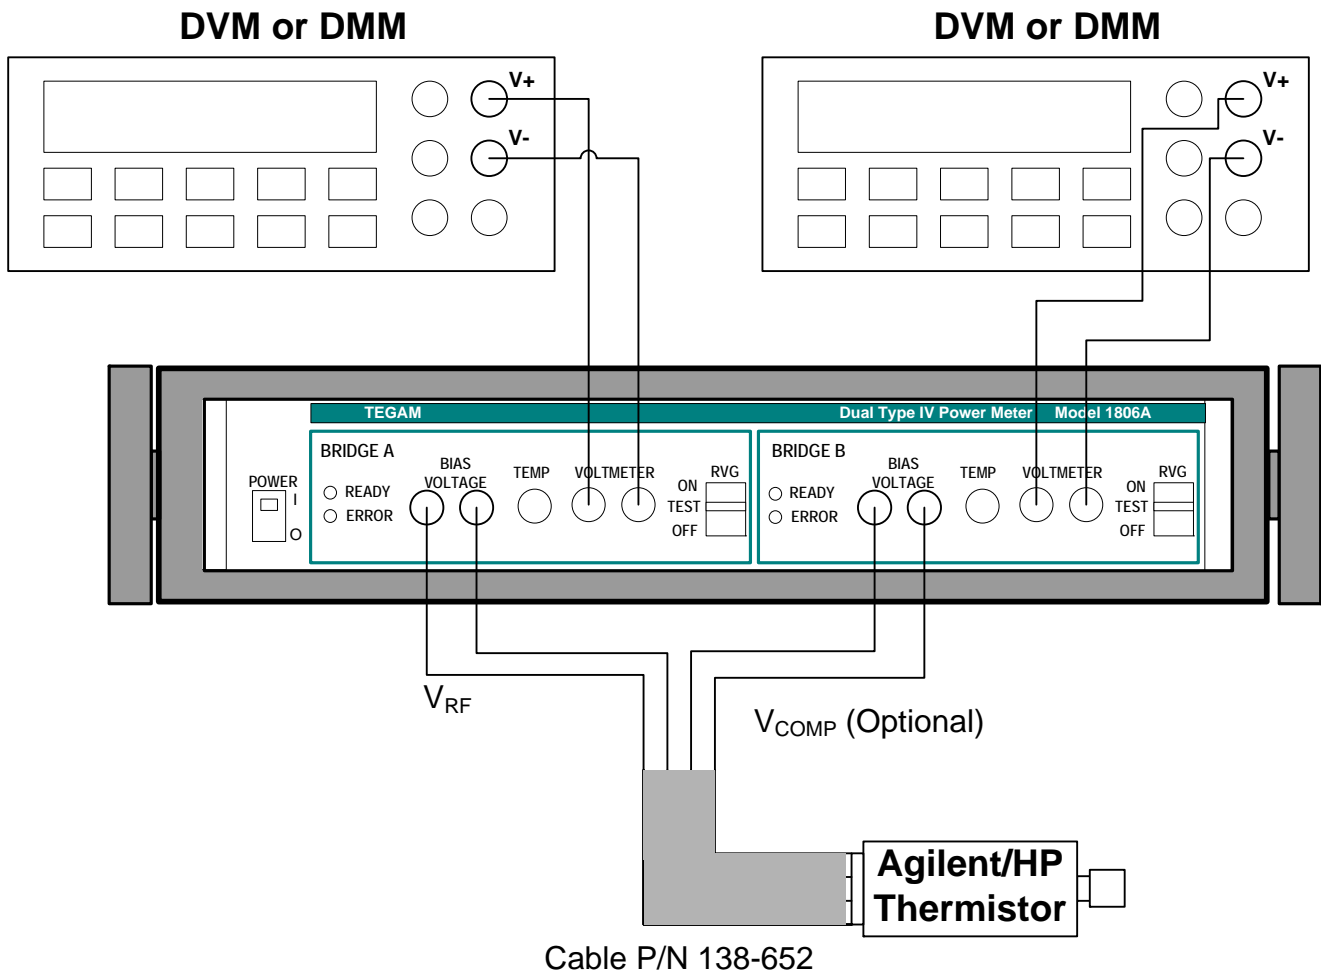 DVM or DMM
DVM or DMM
V+
V-
V+
V-
TEGAM
Dual Type IV Power Meter Model 1806A
POWER
I
O
BRIDGE A
READY
ERROR
BIAS
VOLTAGE
TEMP
VOLTMETER
RVG
ON
TEST
OFF
BRIDGE B
READY
ERROR
BIAS
VOLTAGE
TEMP
VOLTMETER
RVG
ON
TEST
OFF
VRF
VCOMP (Optional)
Agilent/HP
Thermistor
Cable P/N 138-652